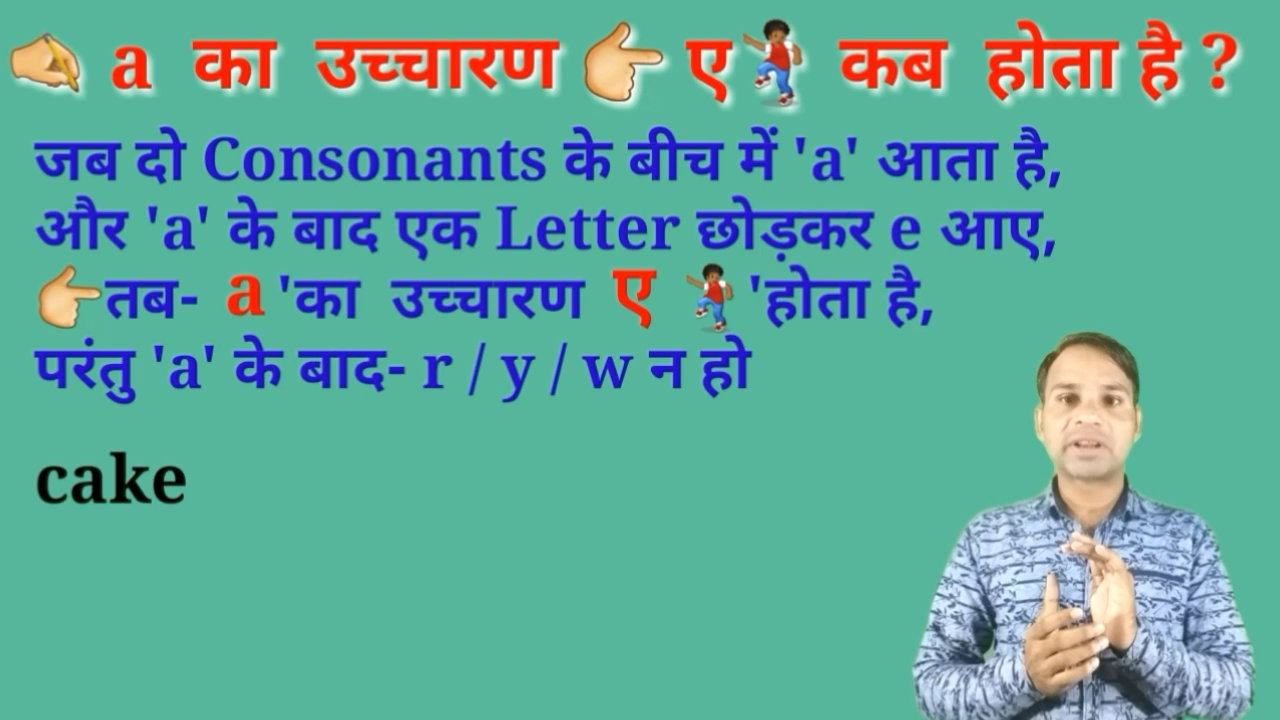 a का उच्चारण ए कब होता है ?
जब दो Consonants के बीच में 'a' आता है,
और 'a' के बाद एक Letter छोड़कर e आए,
तब- a 'का उच्चारण ए 'होता है,
परंतु 'a' के बाद- r / y / w न हो
cake